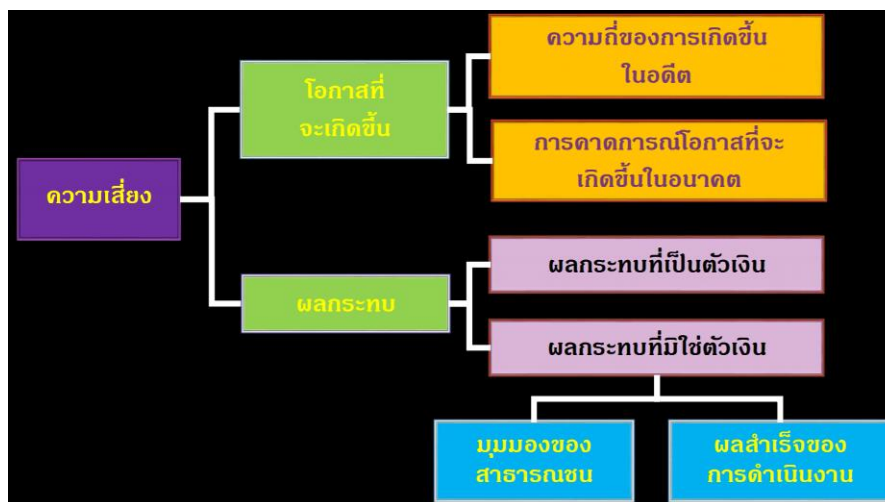 ความเสี่ยง
โอกาสที่
จะเกิดขึ้น
ความถี่ของการเกิดขึ้น
ในอดีต
การคาดการณ์โอกาสที่จะ
เกิดขึ้นในอนาคต
ผลกระทบ
ผลกระทบที่เป็นตัวเงิน
ผลกระทบที่มิใช่ตัวเงิน
มุมมองของ
สาธารณชน
ผลสำเร็จของ
การดำเนินงาน